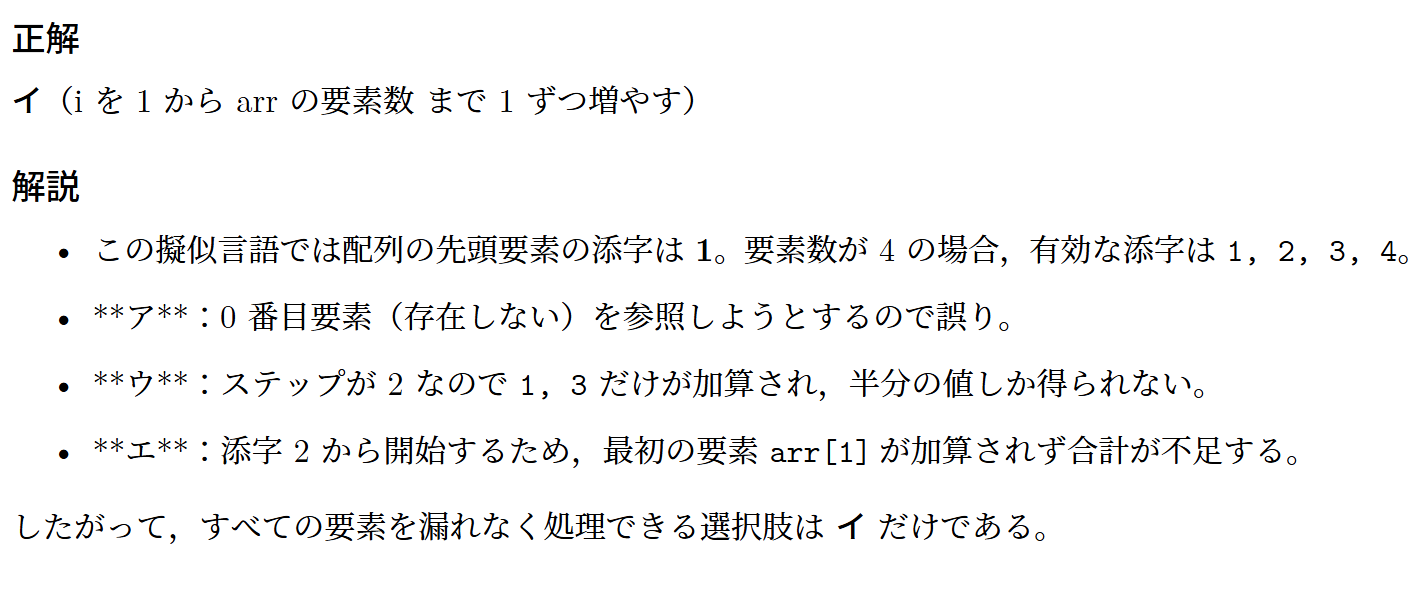 正解
イ（i を 1 から arr の要素数 まで 1 ずつ増やす）
解説
• この擬似言語では配列の先頭要素の添字は 1。要素数が 4 の場合，有効な添字は 1, 2, 3, 4。
• **ア**：0 番目要素（存在しない）を参照しようとするので誤り。
• **ウ**：ステップが 2 なので 1, 3 だけが加算され，半分の値しか得られない。
• **エ**：添字 2 から開始するため，最初の要素 arr[1] が加算されず合計が不足する。
したがって，すべての要素を漏れなく処理できる選択肢は イ だけである。